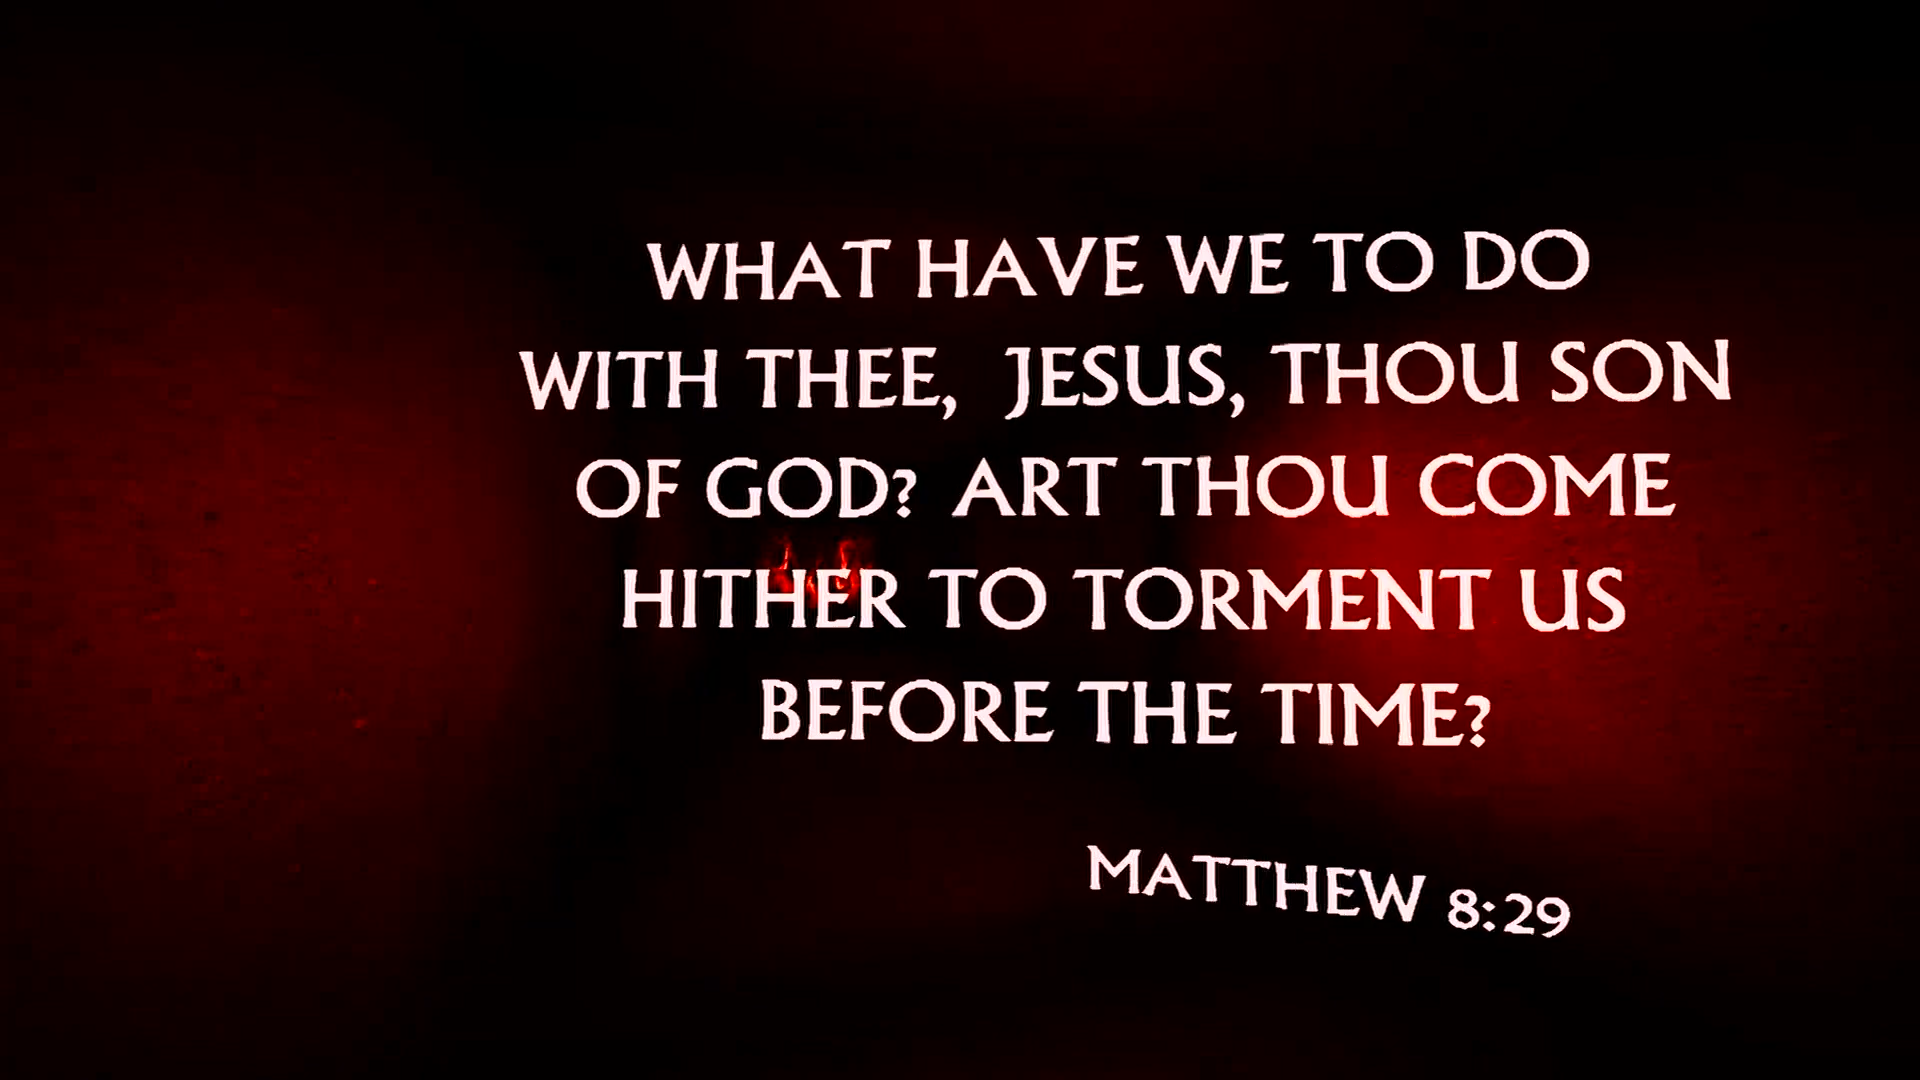 WHAT HAVE WE TO DO
WITH THEE, JESUS, THOU SON
OF GOD? ART THOU COME
HITHER TO TORMENT US
BEFORE THE TIME?
MATTHEW 8:29